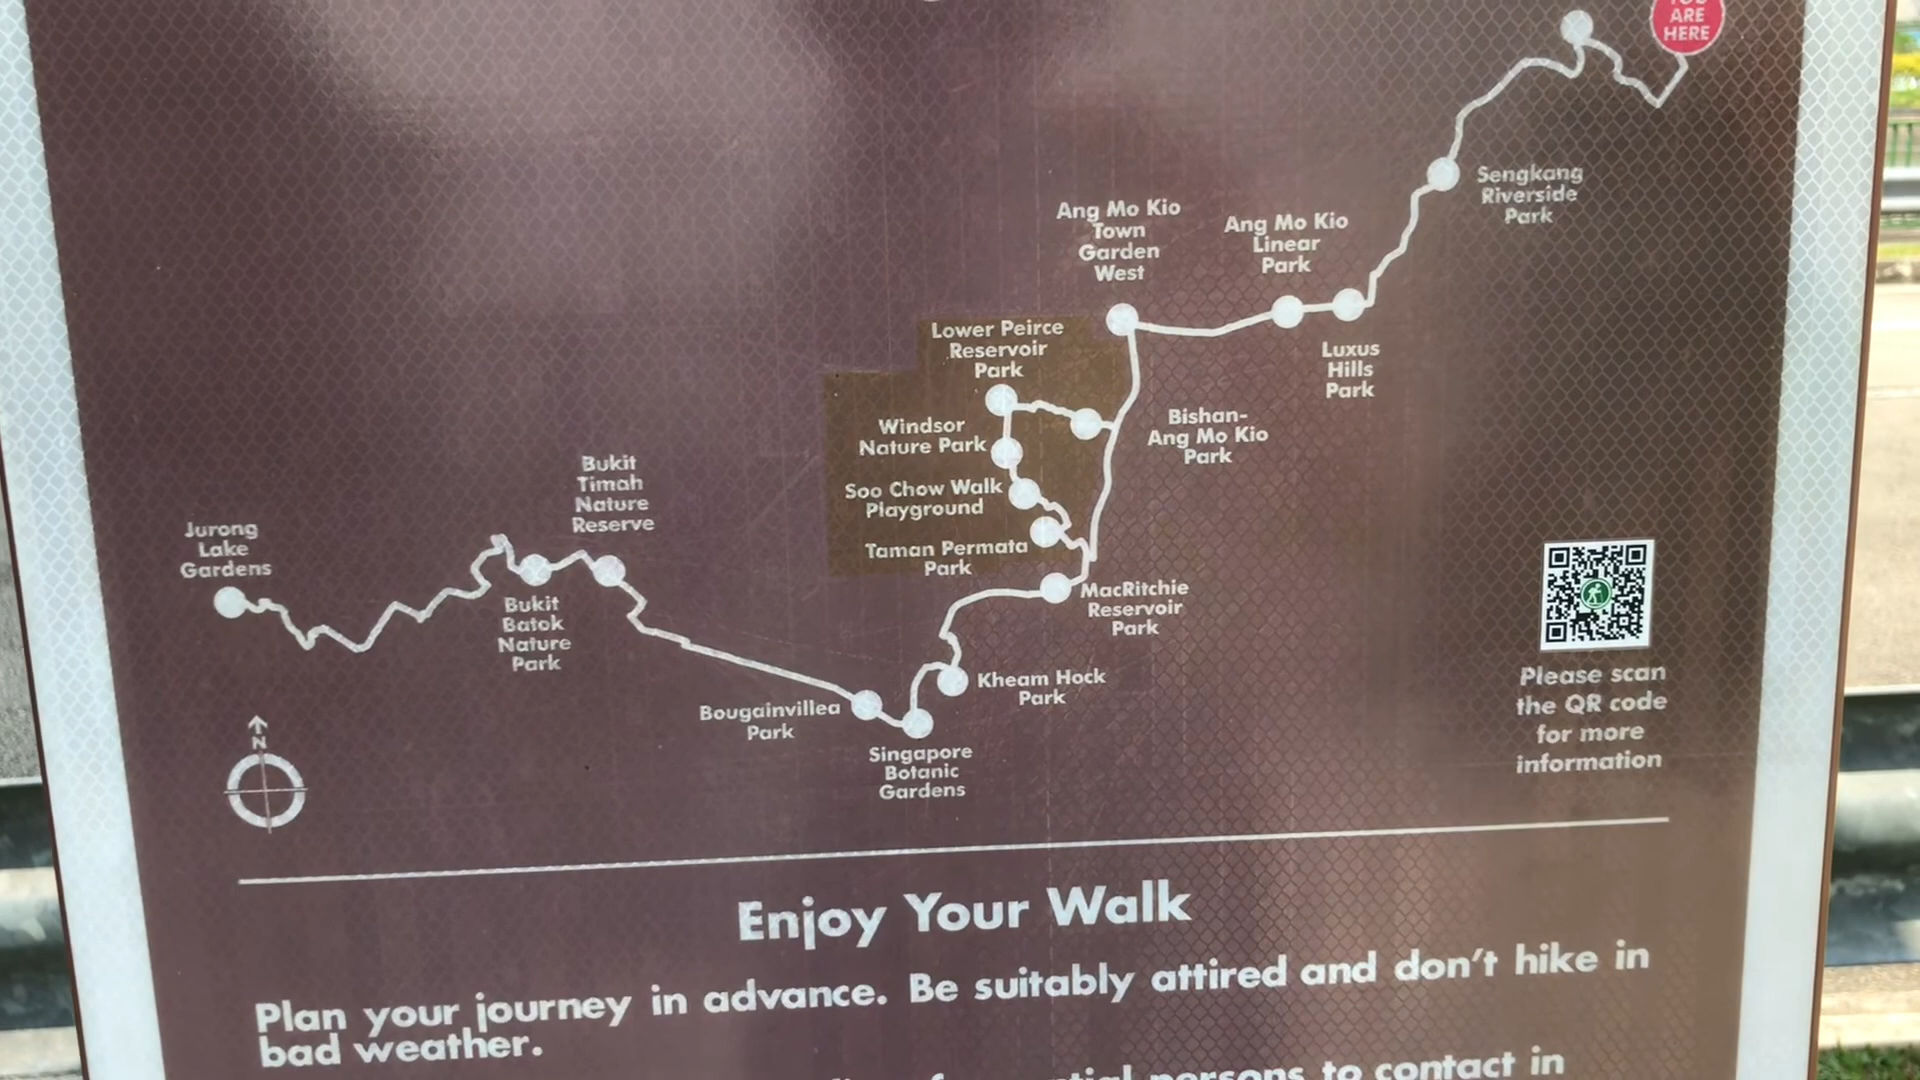 YOU
ARE
HERE
Sengkang
Riverside
Park
Ang Mo Kio
Town
Garden
West
Ang Mo Kio
Linear
Park
Luxus
Hills
Park
Lower Peirce
Reservoir
Park
Bishan-
Ang Mo Kio
Park
Windsor
Nature Park
Soo Chow Walk
Playground
Taman Permata
Park
MacRitchie
Reservoir
Park
Bukit
Timah
Nature
Reserve
Jurong
Lake
Gardens
Bukit
Batok
Nature
Park
Kheam Hock
Park
Bougainvillea
Park
Singapore
Botanic
Gardens
N
Please scan
the QR code
for more
information
Enjoy Your Walk
Plan your journey in advance. Be suitably attired and don't hike in
bad weather.
persons to contact in